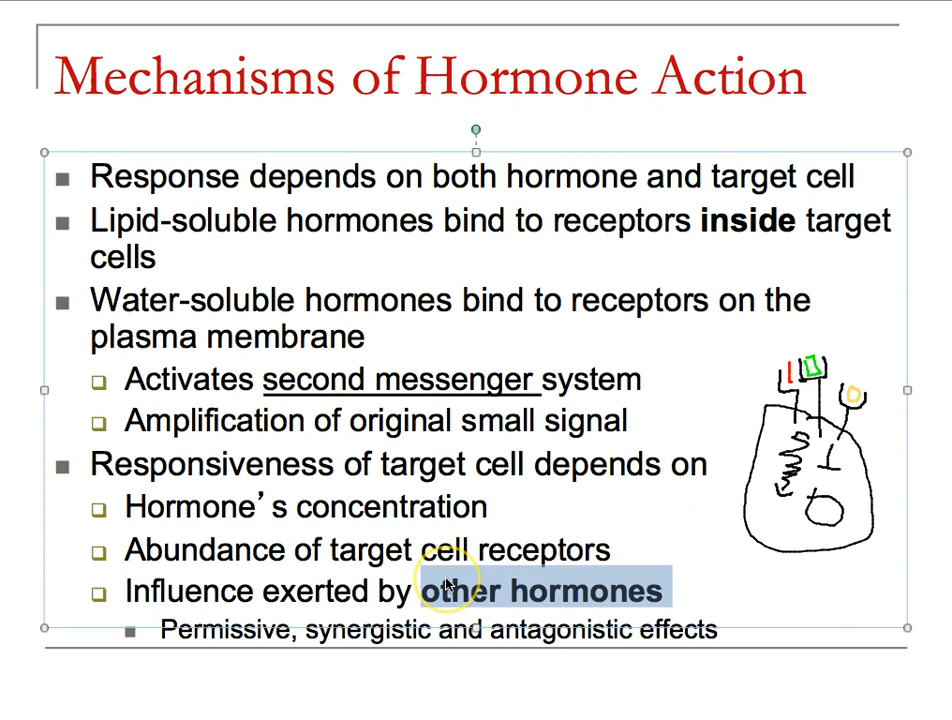 Mechanisms of Hormone Action
Response depends on both hormone and target cell
Lipid-soluble hormones bind to receptors inside target
cells
Water-soluble hormones bind to receptors on the
plasma membrane
Activates second messenger system
Amplification of original small signal
Responsiveness of target cell depends on
Hormone’s concentration
Abundance of target cell receptors
Influence exerted by other hormones
Permissive, synergistic and antagonistic effects